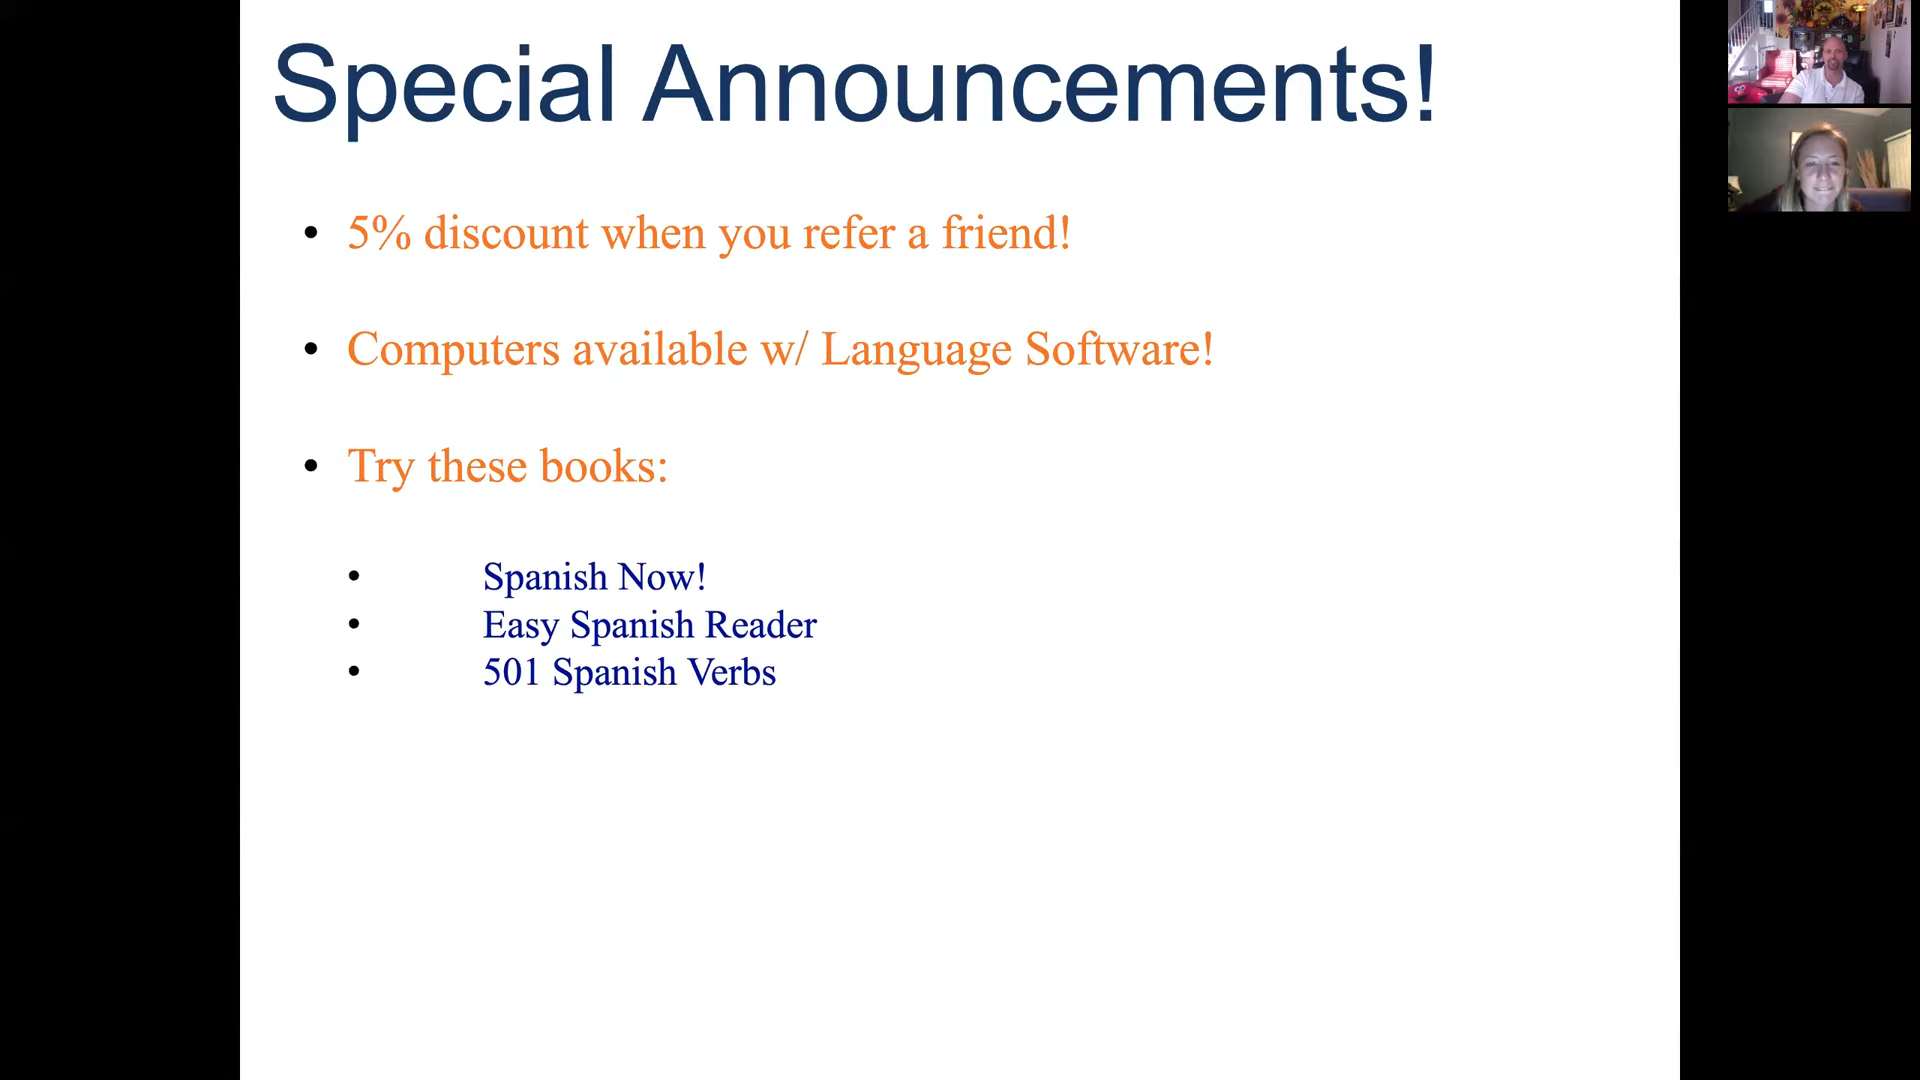 Special Announcements!
• 5% discount when you refer a friend!
• Computers available w/ Language Software!
• Try these books:
• Spanish Now!
• Easy Spanish Reader
• 501 Spanish Verbs